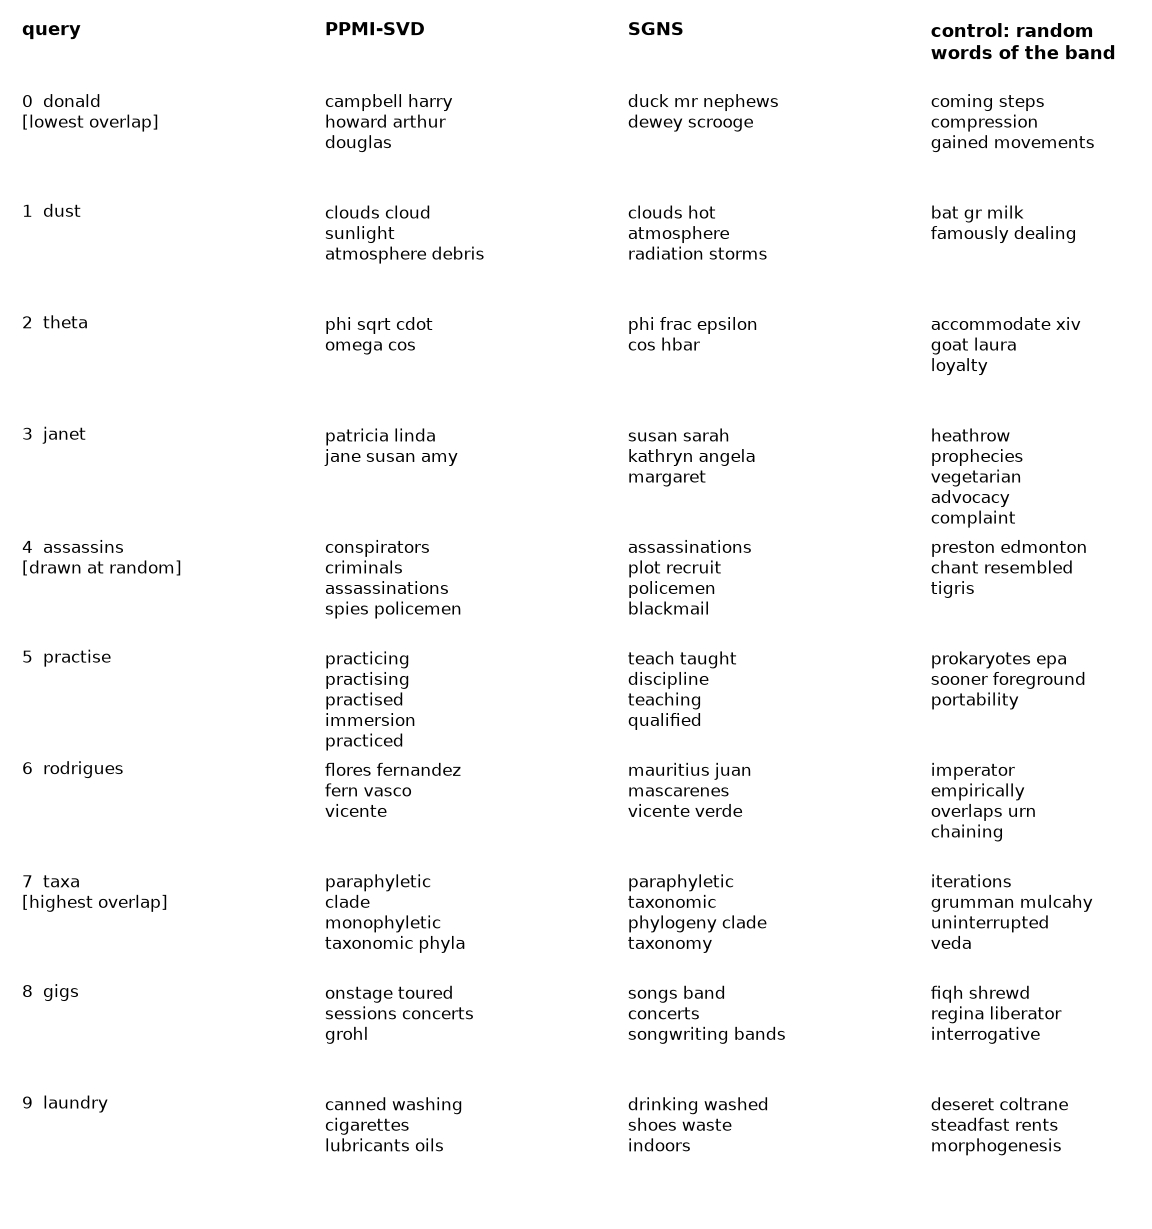 query
PPMI-SVD
SGNS
control: random
words of the band
0  donald
[lowest overlap]
campbell harry
howard arthur
douglas
duck mr nephews
dewey scrooge
coming steps
compression
gained movements
1  dust
clouds cloud
sunlight
atmosphere debris
clouds hot
atmosphere
radiation storms
bat gr milk
famously dealing
2  theta
phi sqrt cdot
omega cos
phi frac epsilon
cos hbar
accommodate xiv
goat laura
loyalty
3  janet
patricia linda
jane susan amy
susan sarah
kathryn angela
margaret
heathrow
prophecies
vegetarian
advocacy
complaint
4  assassins
[drawn at random]
conspirators
criminals
assassinations
spies policemen
assassinations
plot recruit
policemen
blackmail
preston edmonton
chant resembled
tigris
5  practise
practicing
practising
practised
immersion
practiced
teach taught
discipline
teaching
qualified
prokaryotes epa
sooner foreground
portability
6  rodrigues
flores fernandez
fern vasco
vicente
mauritius juan
mascarenes
vicente verde
imperator
empirically
overlaps urn
chaining
7  taxa
[highest overlap]
paraphyletic
clade
monophyletic
taxonomic phyla
paraphyletic
taxonomic
phylogeny clade
taxonomy
iterations
grumman mulcahy
uninterrupted
veda
8  gigs
onstage toured
sessions concerts
grohl
songs band
concerts
songwriting bands
fiqh shrewd
regina liberator
interrogative
9  laundry
canned washing
cigarettes
lubricants oils
drinking washed
shoes waste
indoors
deseret coltrane
steadfast rents
morphogenesis